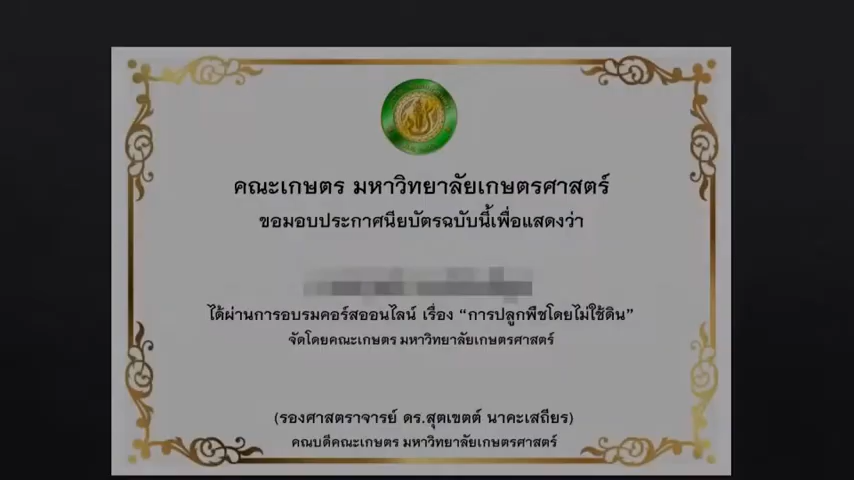 คณะเกษตร มหาวิทยาลัยเกษตรศาสตร์
ขอมอบประกาศนียบัตรฉบับนี้เพื่อแสดงว่า
ได้ผ่านการอบรมคอร์สออนไลน์ เรื่อง “การปลูกพืชโดยไม่ใช้ดิน”
จัดโดยคณะเกษตร มหาวิทยาลัยเกษตรศาสตร์
(รองศาสตราจารย์ ดร.สุตเขตต์ นาคะเสถียร)
คณบดีคณะเกษตร มหาวิทยาลัยเกษตรศาสตร์